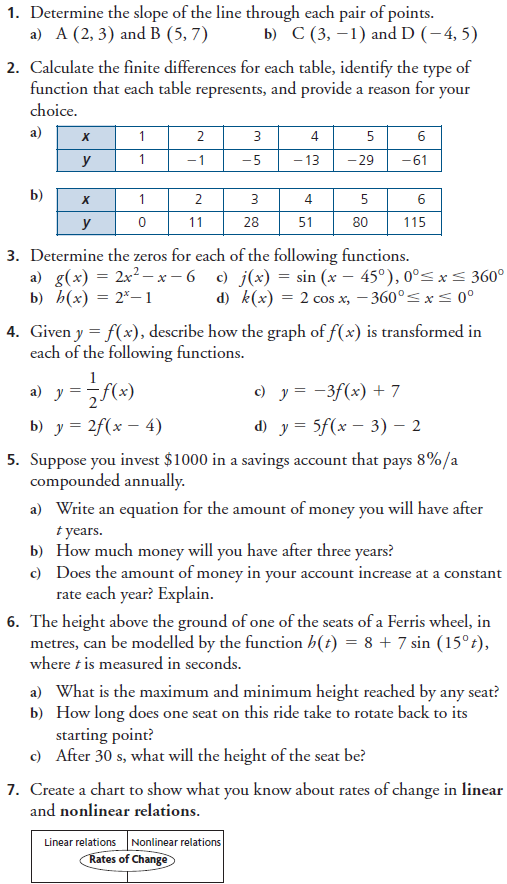 1. Determine the slope of the line through each pair of points.
a) A (2, 3) and B (5, 7) b) C (3, −1) and D (−4, 5)
2. Calculate the finite differences for each table, identify the type of
function that each table represents, and provide a reason for your
choice.
a) x 1 2 3 4 5 6
y 1 −1 −5 −13 −29 −61
b) x 1 2 3 4 5 6
y 0 11 28 51 80 115
3. Determine the zeros for each of the following functions.
a) g(x) = 2x² − x − 6 c) j(x) = sin (x − 45°), 0° ≤ x ≤ 360°
b) h(x) = 2ˣ − 1 d) k(x) = 2 cos x, −360° ≤ x ≤ 0°
4. Given y = f(x), describe how the graph of f(x) is transformed in
each of the following functions.
a) y = 1/2 f(x) c) y = −3f(x) + 7
b) y = 2f(x − 4) d) y = 5f(x − 3) − 2
5. Suppose you invest $1000 in a savings account that pays 8%/a
compounded annually.
a) Write an equation for the amount of money you will have after
t years.
b) How much money will you have after three years?
c) Does the amount of money in your account increase at a constant
rate each year? Explain.
6. The height above the ground of one of the seats of a Ferris wheel, in
metres, can be modelled by the function h(t) = 8 + 7 sin (15°t),
where t is measured in seconds.
a) What is the maximum and minimum height reached by any seat?
b) How long does one seat on this ride take to rotate back to its
starting point?
c) After 30 s, what will the height of the seat be?
7. Create a chart to show what you know about rates of change in linear
and nonlinear relations.
Linear relations Nonlinear relations
Rates of Change